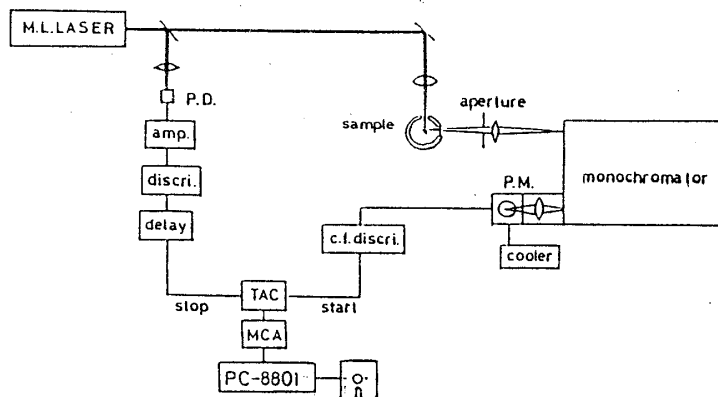 M.L.LASER
P.D.
aperture
sample
amp.
monochromator
discri.
P.M.
delay
c.f.discri.
cooler
TAC
stop
start
MCA
PC-8801